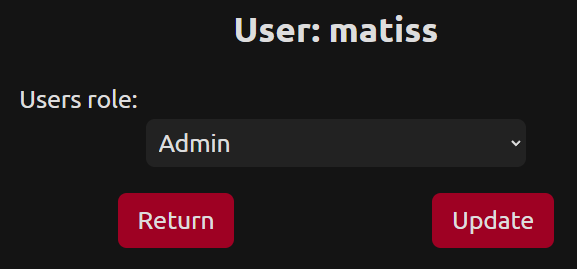 User: matiss
Users role:
Admin
Return
Update